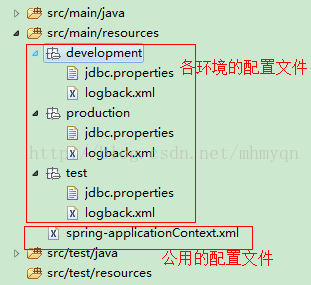 src/main/java
src/main/resources
development
各环境的配置文件
jdbc.properties
logback.xml
production
jdbc.properties
logback.xml
http://blog.csdn.net/mhmyqn
test
jdbc.properties
logback.xml
spring-applicationContext.xml
src/test/java
公用的配置文件
src/test/resources